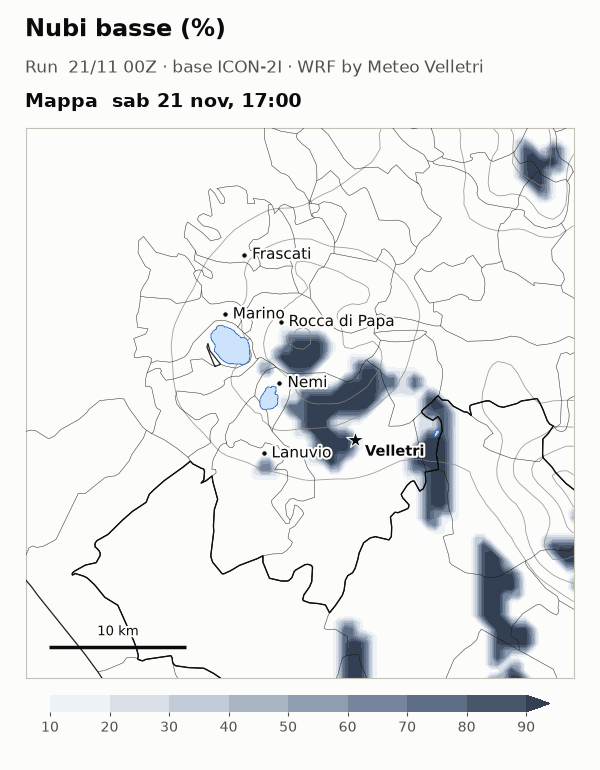 Nubi basse (%)
Run  21/11 00Z · base ICON-2I · WRF by Meteo Velletri
Mappa  sab 21 nov, 17:00
Frascati
Marino
Rocca di Papa
Nemi
Velletri
Lanuvio
10 km
10 20 30 40 50 60 70 80 90